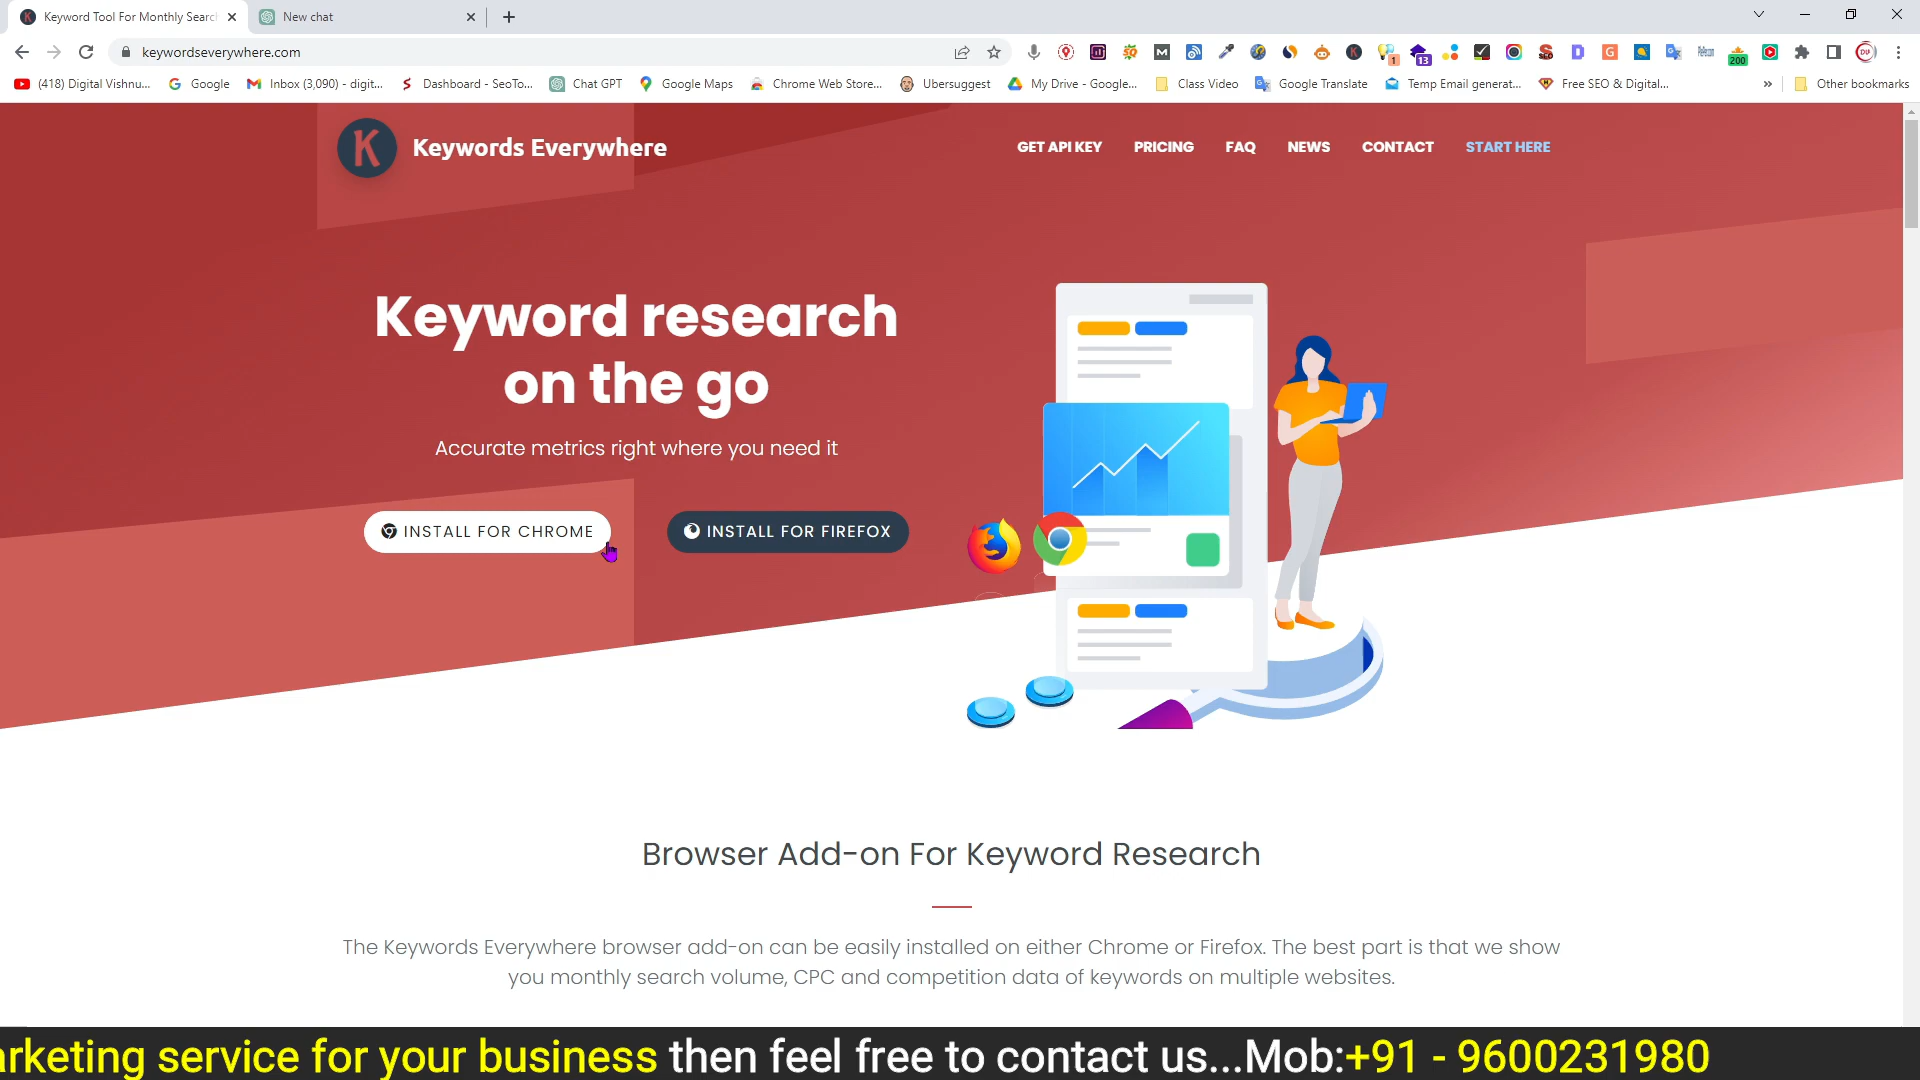 Keyword Tool For Monthly Searc
New chat
keywordseverywhere.com
1
13
200
(418) Digital Vishnu...
Google
Inbox (3,090) - digit...
Dashboard - SeoTo...
Chat GPT
Google Maps
Chrome Web Store...
Ubersuggest
My Drive - Google...
Class Video
Google Translate
Temp Email generat...
Free SEO & Digital...
»
Other bookmarks
K
Keywords Everywhere
GET API KEY
PRICING
FAQ
NEWS
CONTACT
START HERE
Keyword research
on the go
Accurate metrics right where you need it
INSTALL FOR CHROME
INSTALL FOR FIREFOX
Browser Add-on For Keyword Research
The Keywords Everywhere browser add-on can be easily installed on either Chrome or Firefox. The best part is that we show
you monthly search volume, CPC and competition data of keywords on multiple websites.
arketing service for your business then feel free to contact us...Mob:+91 - 9600231980